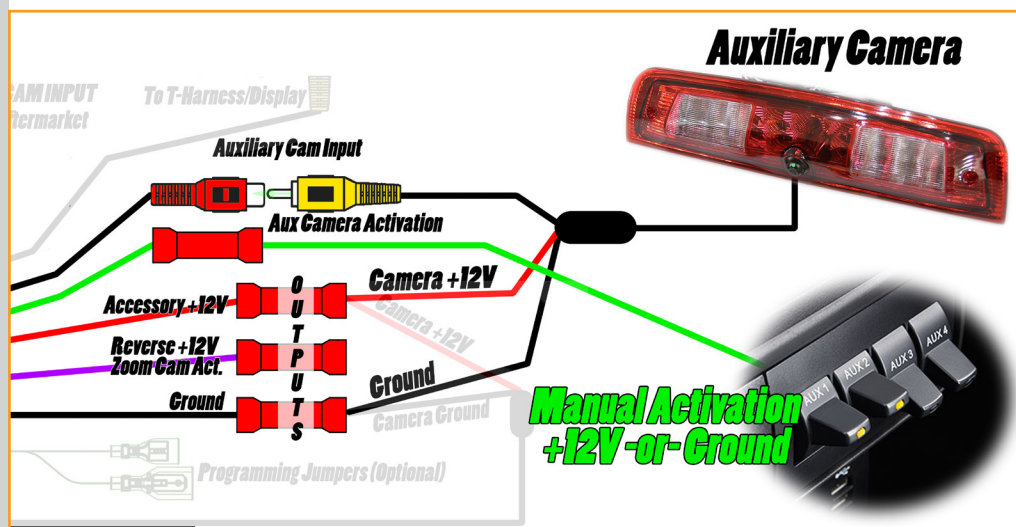 Auxiliary Camera
CAM INPUT
ftermarket
To T-Harness/Display
Auxiliary Cam Input
Aux Camera Activation
Accessory +12V
Camera +12V
Reverse +12V
Zoom Cam Act.
Ground
OUTPUTS
Ground
Camera +12V
Camera Ground
Manual Activation
+12V -or- Ground
AUX 1
AUX 2
AUX 3
AUX 4
Programming Jumpers (Optional)